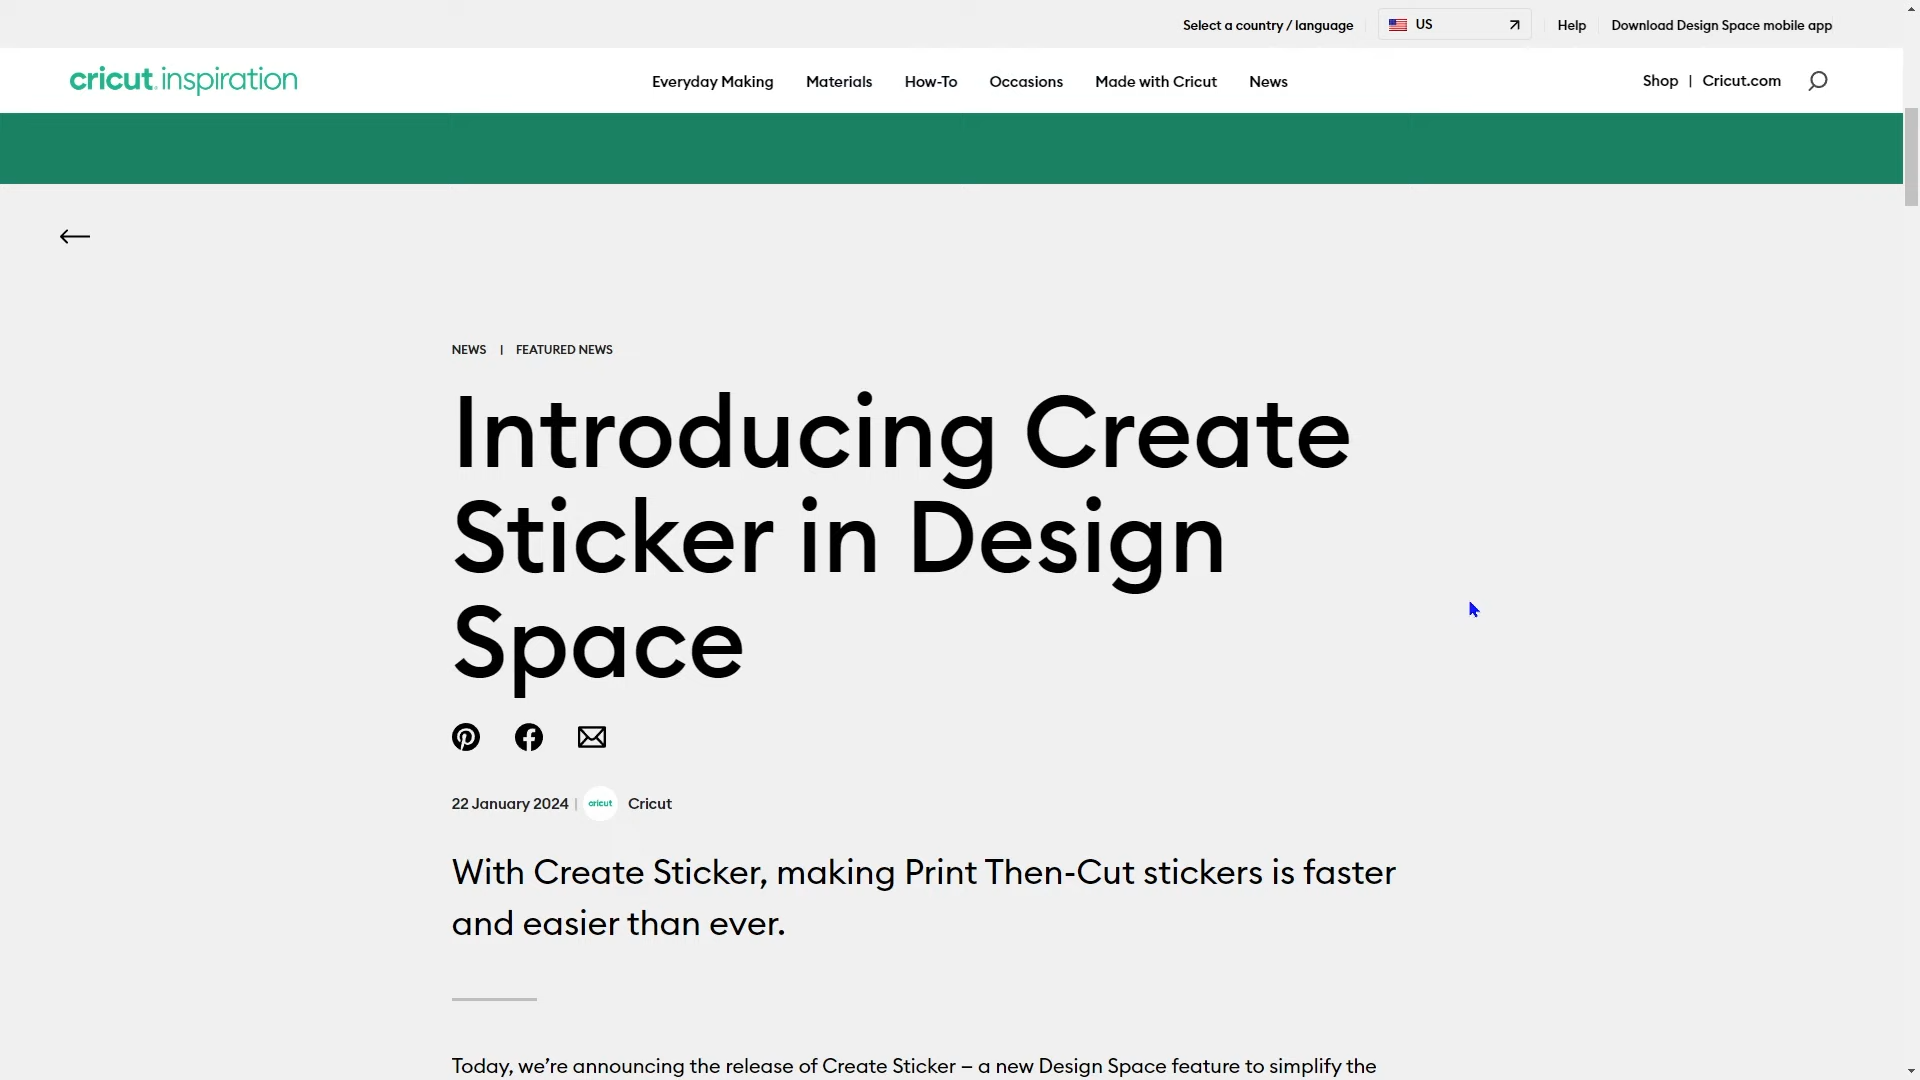 Select a country / language
US
Help
Download Design Space mobile app
cricut inspiration
Everyday Making
Materials
How-To
Occasions
Made with Cricut
News
Shop | Cricut.com
NEWS | FEATURED NEWS
Introducing Create
Sticker in Design
Space
22 January 2024 | cricut Cricut
With Create Sticker, making Print Then-Cut stickers is faster
and easier than ever.
Today, we’re announcing the release of Create Sticker – a new Design Space feature to simplify the